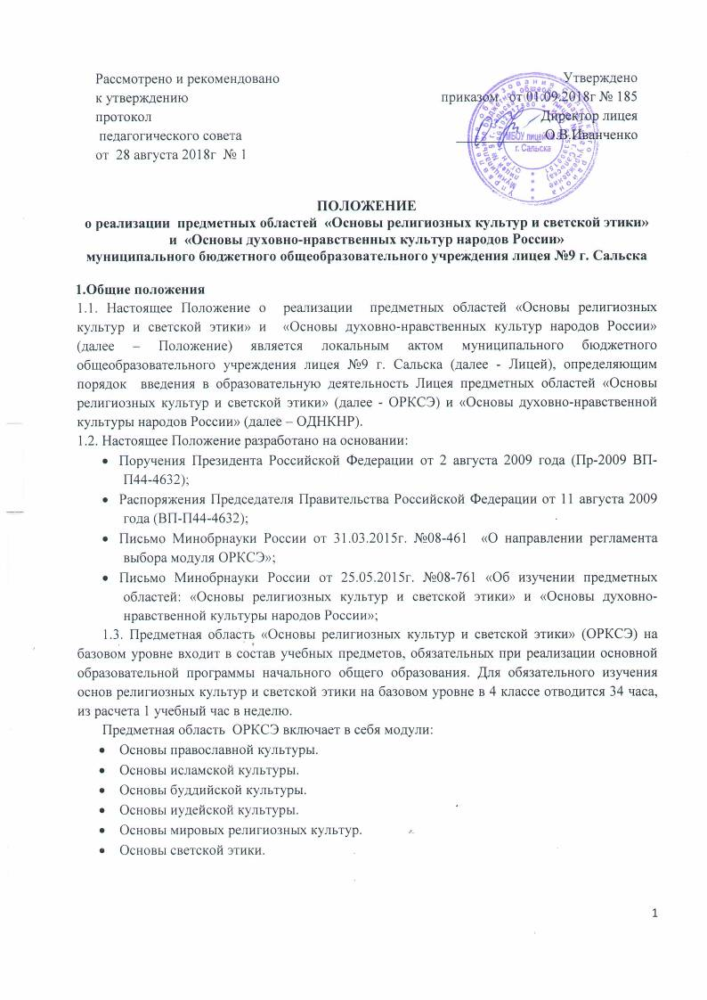 Рассмотрено и рекомендовано
к утверждению
протокол
педагогического совета
от 28 августа 2018г № 1
Утверждено
приказом от 01.09.2018г № 185
Директор лицея
О.В.Иванченко
МБОУ лицей № 9
г. Сальска
ПОЛОЖЕНИЕ
о реализации предметных областей «Основы религиозных культур и светской этики»
и «Основы духовно-нравственных культур народов России»
муниципального бюджетного общеобразовательного учреждения лицея №9 г. Сальска
1.Общие положения
1.1. Настоящее Положение о реализации предметных областей «Основы религиозных
культур и светской этики» и «Основы духовно-нравственных культур народов России»
(далее – Положение) является локальным актом муниципального бюджетного
общеобразовательного учреждения лицея №9 г. Сальска (далее - Лицей), определяющим
порядок введения в образовательную деятельность Лицея предметных областей «Основы
религиозных культур и светской этики» (далее - ОРКСЭ) и «Основы духовно-нравственной
культуры народов России» (далее – ОДНКНР).
1.2. Настоящее Положение разработано на основании:
• Поручения Президента Российской Федерации от 2 августа 2009 года (Пр-2009 ВП-
П44-4632);
• Распоряжения Председателя Правительства Российской Федерации от 11 августа 2009
года (ВП-П44-4632);
• Письмо Минобрнауки России от 31.03.2015г. №08-461 «О направлении регламента
выбора модуля ОРКСЭ»;
• Письмо Минобрнауки России от 25.05.2015г. №08-761 «Об изучении предметных
областей: «Основы религиозных культур и светской этики» и «Основы духовно-
нравственной культуры народов России»;
1.3. Предметная область «Основы религиозных культур и светской этики» (ОРКСЭ) на
базовом уровне входит в состав учебных предметов, обязательных при реализации основной
образовательной программы начального общего образования. Для обязательного изучения
основ религиозных культур и светской этики на базовом уровне в 4 классе отводится 34 часа,
из расчета 1 учебный час в неделю.
Предметная область ОРКСЭ включает в себя модули:
• Основы православной культуры.
• Основы исламской культуры.
• Основы буддийской культуры.
• Основы иудейской культуры.
• Основы мировых религиозных культур.
• Основы светской этики.
1